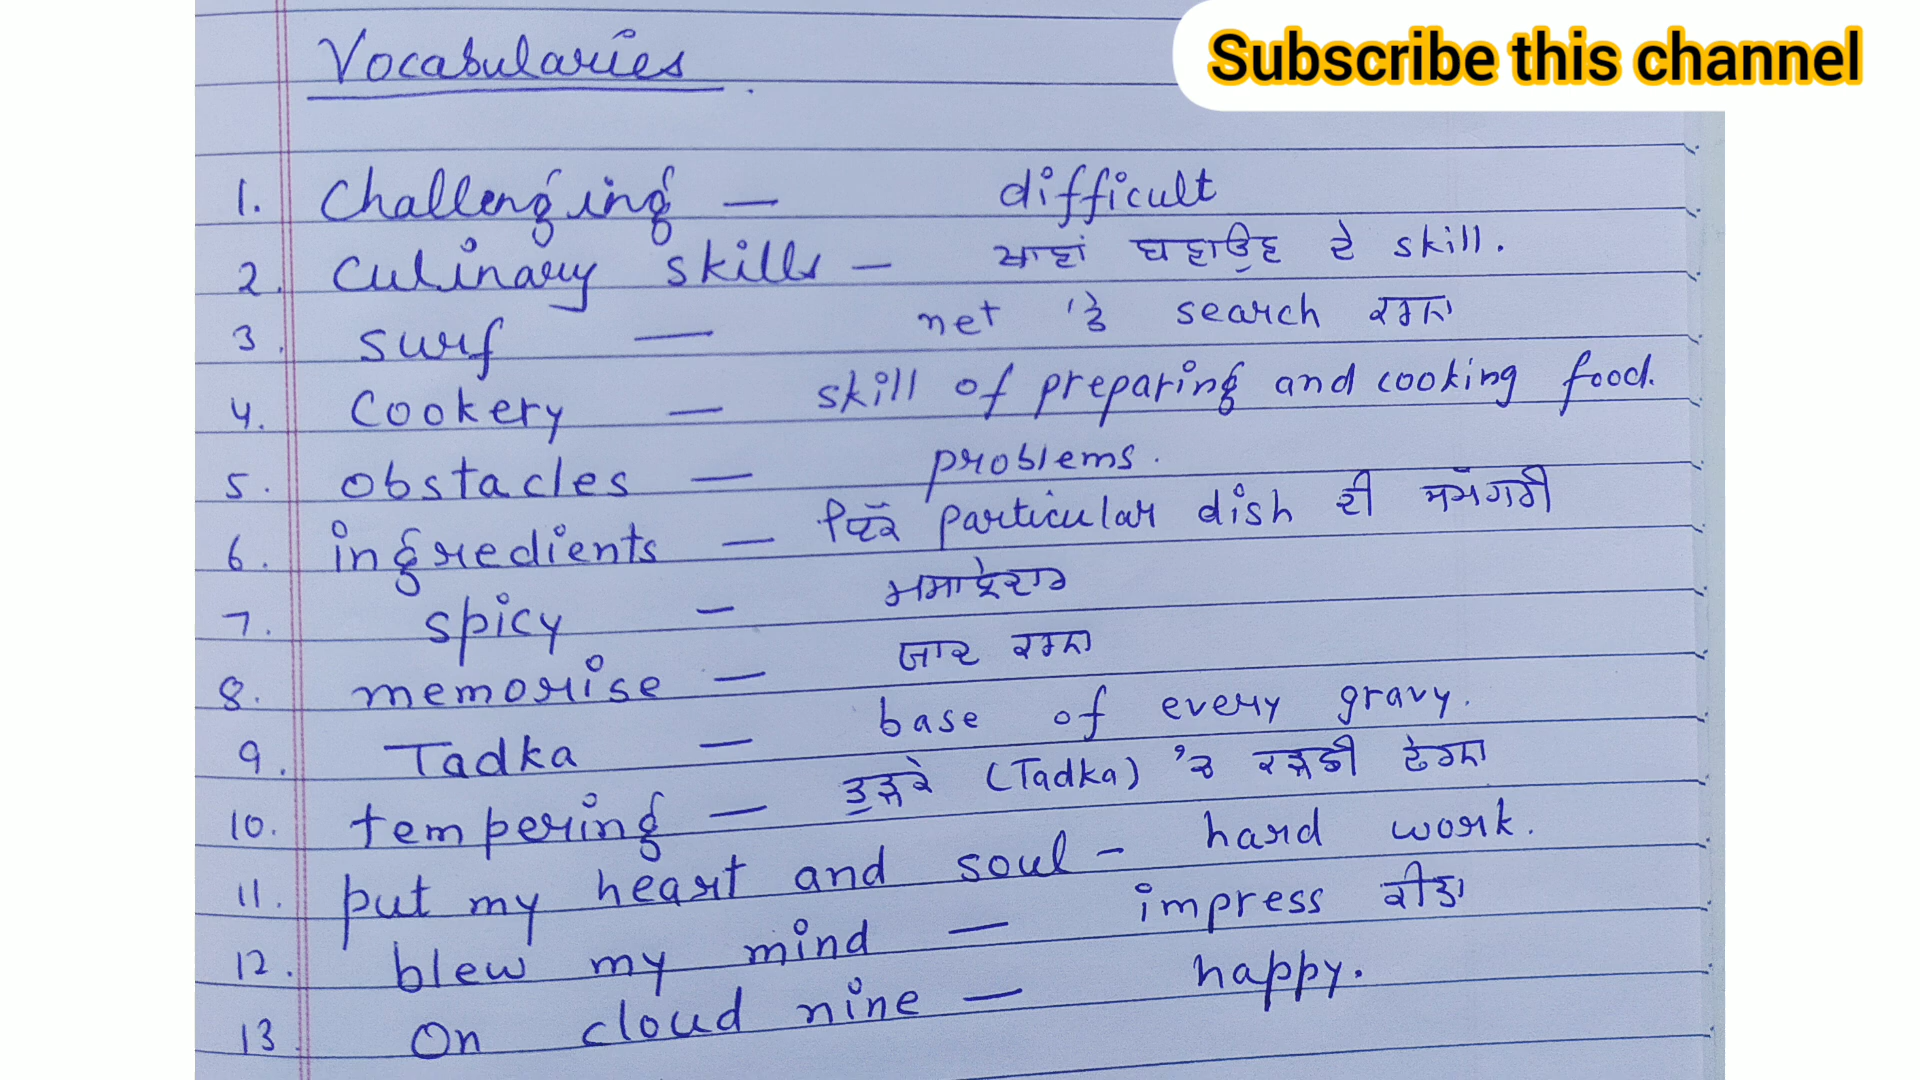 Subscribe this channel
Vocabularies
1. Challenging — difficult
2. Culinary skills — ਖਾਣਾਂ ਬਣਾਉਣ ਦੇ skill.
3. surf — net 'ਤੇ search ਕਰਨਾ
4. Cookery — skill of preparing and cooking food.
5. obstacles — problems.
6. ingredients — ਇੱਕ particular dish ਦੀ ਸਮੱਗਰੀ
7. spicy — ਮਸਾਲੇਦਾਰ
8. memorise — ਯਾਦ ਕਰਨਾ
9. Tadka — base of every gravy.
10. tempering — ਤੁੜਕੇ (Tadka) 'ਚ ਕੜਛੀ ਫੇਰਨਾ
11. put my heart and soul — hard work.
12. blew my mind — impress ਕੀਤਾ
13 On cloud nine — happy.